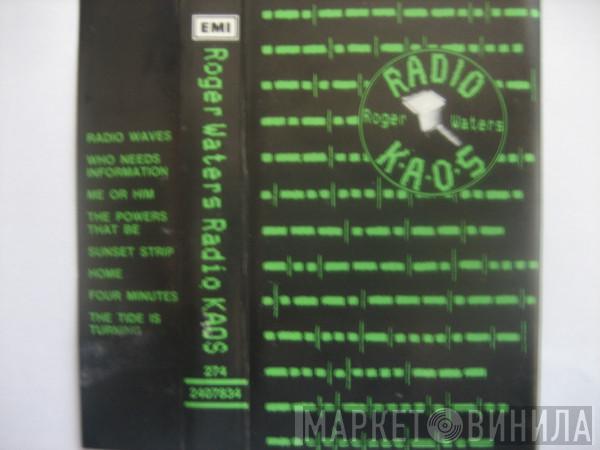 EMI
Roger Waters Radio KAOS
274
2407834
RADIO WAVES
WHO NEEDS
INFORMATION
ME OR HIM
THE POWERS
THAT BE
SUNSET STRIP
HOME
FOUR MINUTES
THE TIDE IS
TURNING
RADIO
Roger Waters
K·A·O·S
МАРКЕТ ВИНИЛА